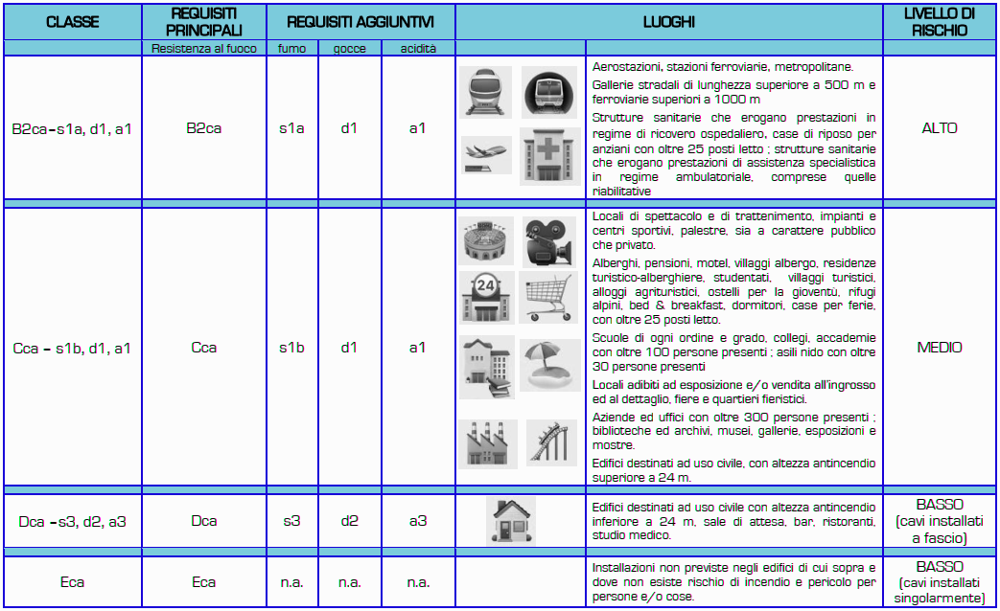 CLASSE
REQUISITI
PRINCIPALI
REQUISITI AGGIUNTIVI
LUOGHI
LIVELLO DI
RISCHIO
Resistenza al fuoco
fumo
gocce
acidità
B2ca-s1a, d1, a1
B2ca
s1a
d1
a1
Aerostazioni, stazioni ferroviarie, metropolitane.
Gallerie stradali di lunghezza superiore a 500 m e
ferroviarie superiori a 1000 m
Strutture sanitarie che erogano prestazioni in
regime di ricovero ospedaliero, case di riposo per
anziani con oltre 25 posti letto ; strutture sanitarie
che erogano prestazioni di assistenza specialistica
in regime ambulatoriale, comprese quelle
riabilitative
ALTO
Cca - s1b, d1, a1
Cca
s1b
d1
a1
24
Locali di spettacolo e di trattenimento, impianti e
centri sportivi, palestre, sia a carattere pubblico
che privato.
Alberghi, pensioni, motel, villaggi albergo, residenze
turistico-alberghiere, studentati, villaggi turistici,
alloggi agrituristici, ostelli per la gioventù, rifugi
alpini, bed & breakfast, dormitori, case per ferie,
con oltre 25 posti letto.
Scuole di ogni ordine e grado, collegi, accademie
con oltre 100 persone presenti ; asili nido con oltre
30 persone presenti
Locali adibiti ad esposizione e/o vendita all'ingrosso
ed al dettaglio, fiere e quartieri fieristici.
Aziende ed uffici con oltre 300 persone presenti ;
biblioteche ed archivi, musei, gallerie, esposizioni e
mostre.
Edifici destinati ad uso civile, con altezza antincendio
superiore a 24 m.
MEDIO
Dca -s3, d2, a3
Dca
s3
d2
a3
Edifici destinati ad uso civile con altezza antincendio
inferiore a 24 m, sale di attesa, bar, ristoranti,
studio medico.
BASSO
(cavi installati
a fascio)
Eca
Eca
n.a.
n.a.
n.a.
Installazioni non previste negli edifici di cui sopra e
dove non esiste rischio di incendio e pericolo per
persone e/o cose.
BASSO
(cavi installati
singolarmente)